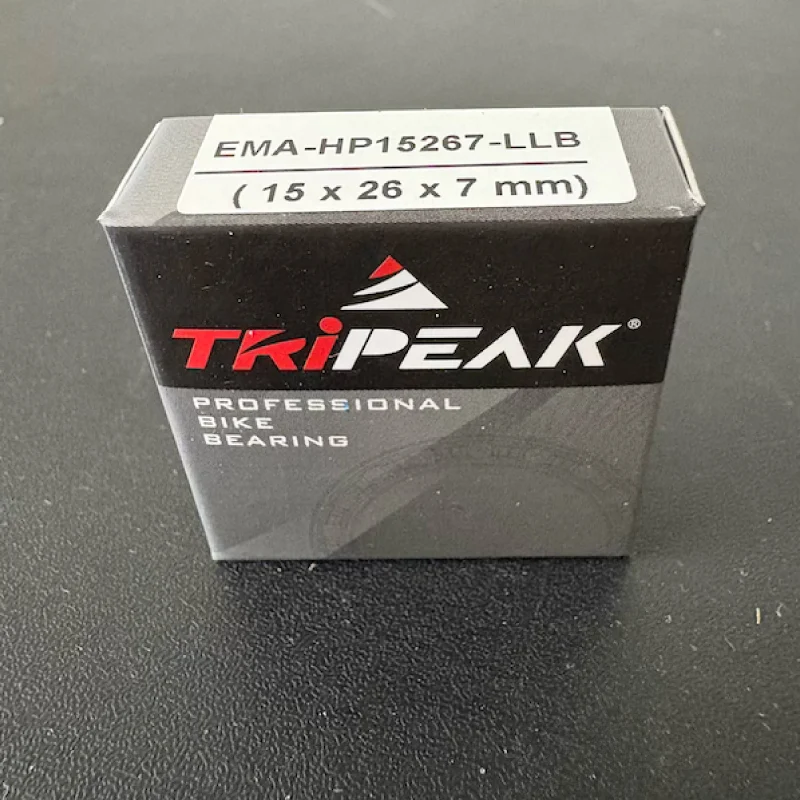 EMA-HP15267-LLB
( 15 x 26 x 7 mm)
TRiPEAK®
PROFESSIONAL
BIKE
BEARING